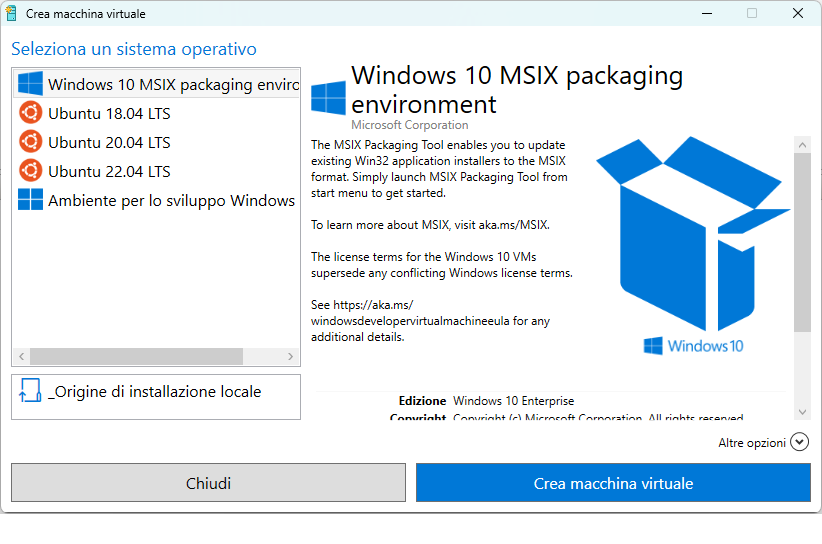 Crea macchina virtuale
Seleziona un sistema operativo
Windows 10 MSIX packaging enviro
Ubuntu 18.04 LTS
Ubuntu 20.04 LTS
Ubuntu 22.04 LTS
Ambiente per lo sviluppo Windows
_Origine di installazione locale
Windows 10 MSIX packaging
environment
Microsoft Corporation
The MSIX Packaging Tool enables you to update
existing Win32 application installers to the MSIX
format. Simply launch MSIX Packaging Tool from
start menu to get started.
To learn more about MSIX, visit aka.ms/MSIX.
The license terms for the Windows 10 VMs
supersede any conflicting Windows license terms.
See https://aka.ms/
windowsdevelopervirtualmachineeula for any
additional details.
Windows10
Edizione Windows 10 Enterprise
Copyright Copyright (c) Microsoft Corporation. All rights reserved
Altre opzioni
Chiudi
Crea macchina virtuale